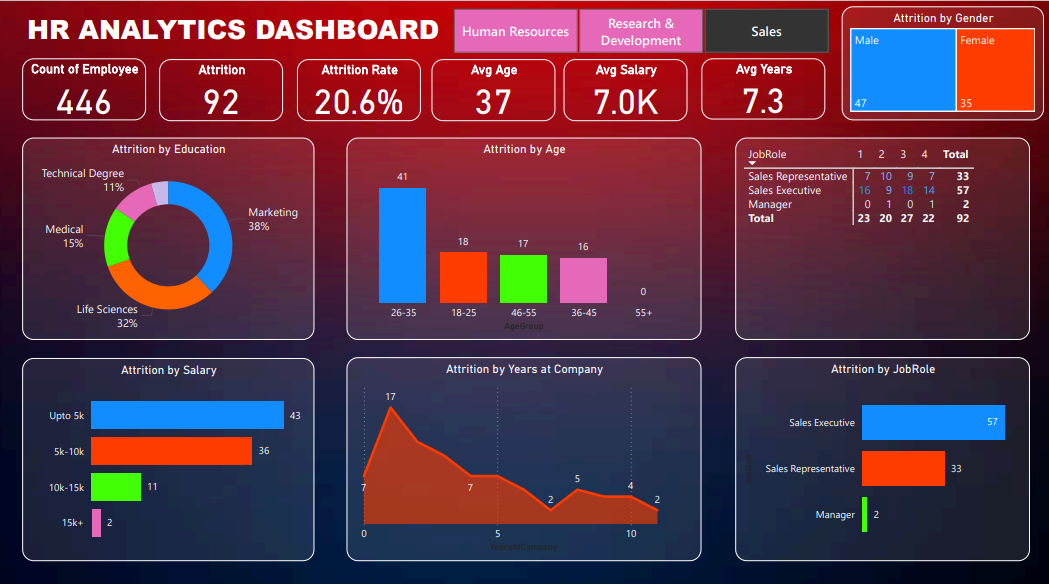 HR ANALYTICS DASHBOARD
Human Resources
Research &
Development
Sales
Attrition by Gender
Male
Female
47
35
Count of Employee
446
Attrition
92
Attrition Rate
20.6%
Avg Age
37
Avg Salary
7.0K
Avg Years
7.3
Attrition by Education
Technical Degree
11%
Marketing
38%
Medical
15%
Life Sciences
32%
Attrition by Age
41
18
17
16
0
26-35
18-25
46-55
36-45
55+
AgeGroup
JobRole 1 2 3 4 Total
Sales Representative 7 10 9 7 33
Sales Executive 16 9 18 14 57
Manager 0 1 0 1 2
Total 23 20 27 22 92
Attrition by Salary
Upto 5k 43
5k-10k 36
10k-15k 11
15k+ 2
Attrition by Years at Company
17
7
7
2
5
4
2
0
5
10
YearsAtCompany
Attrition by JobRole
Sales Executive 57
Sales Representative 33
Manager 2